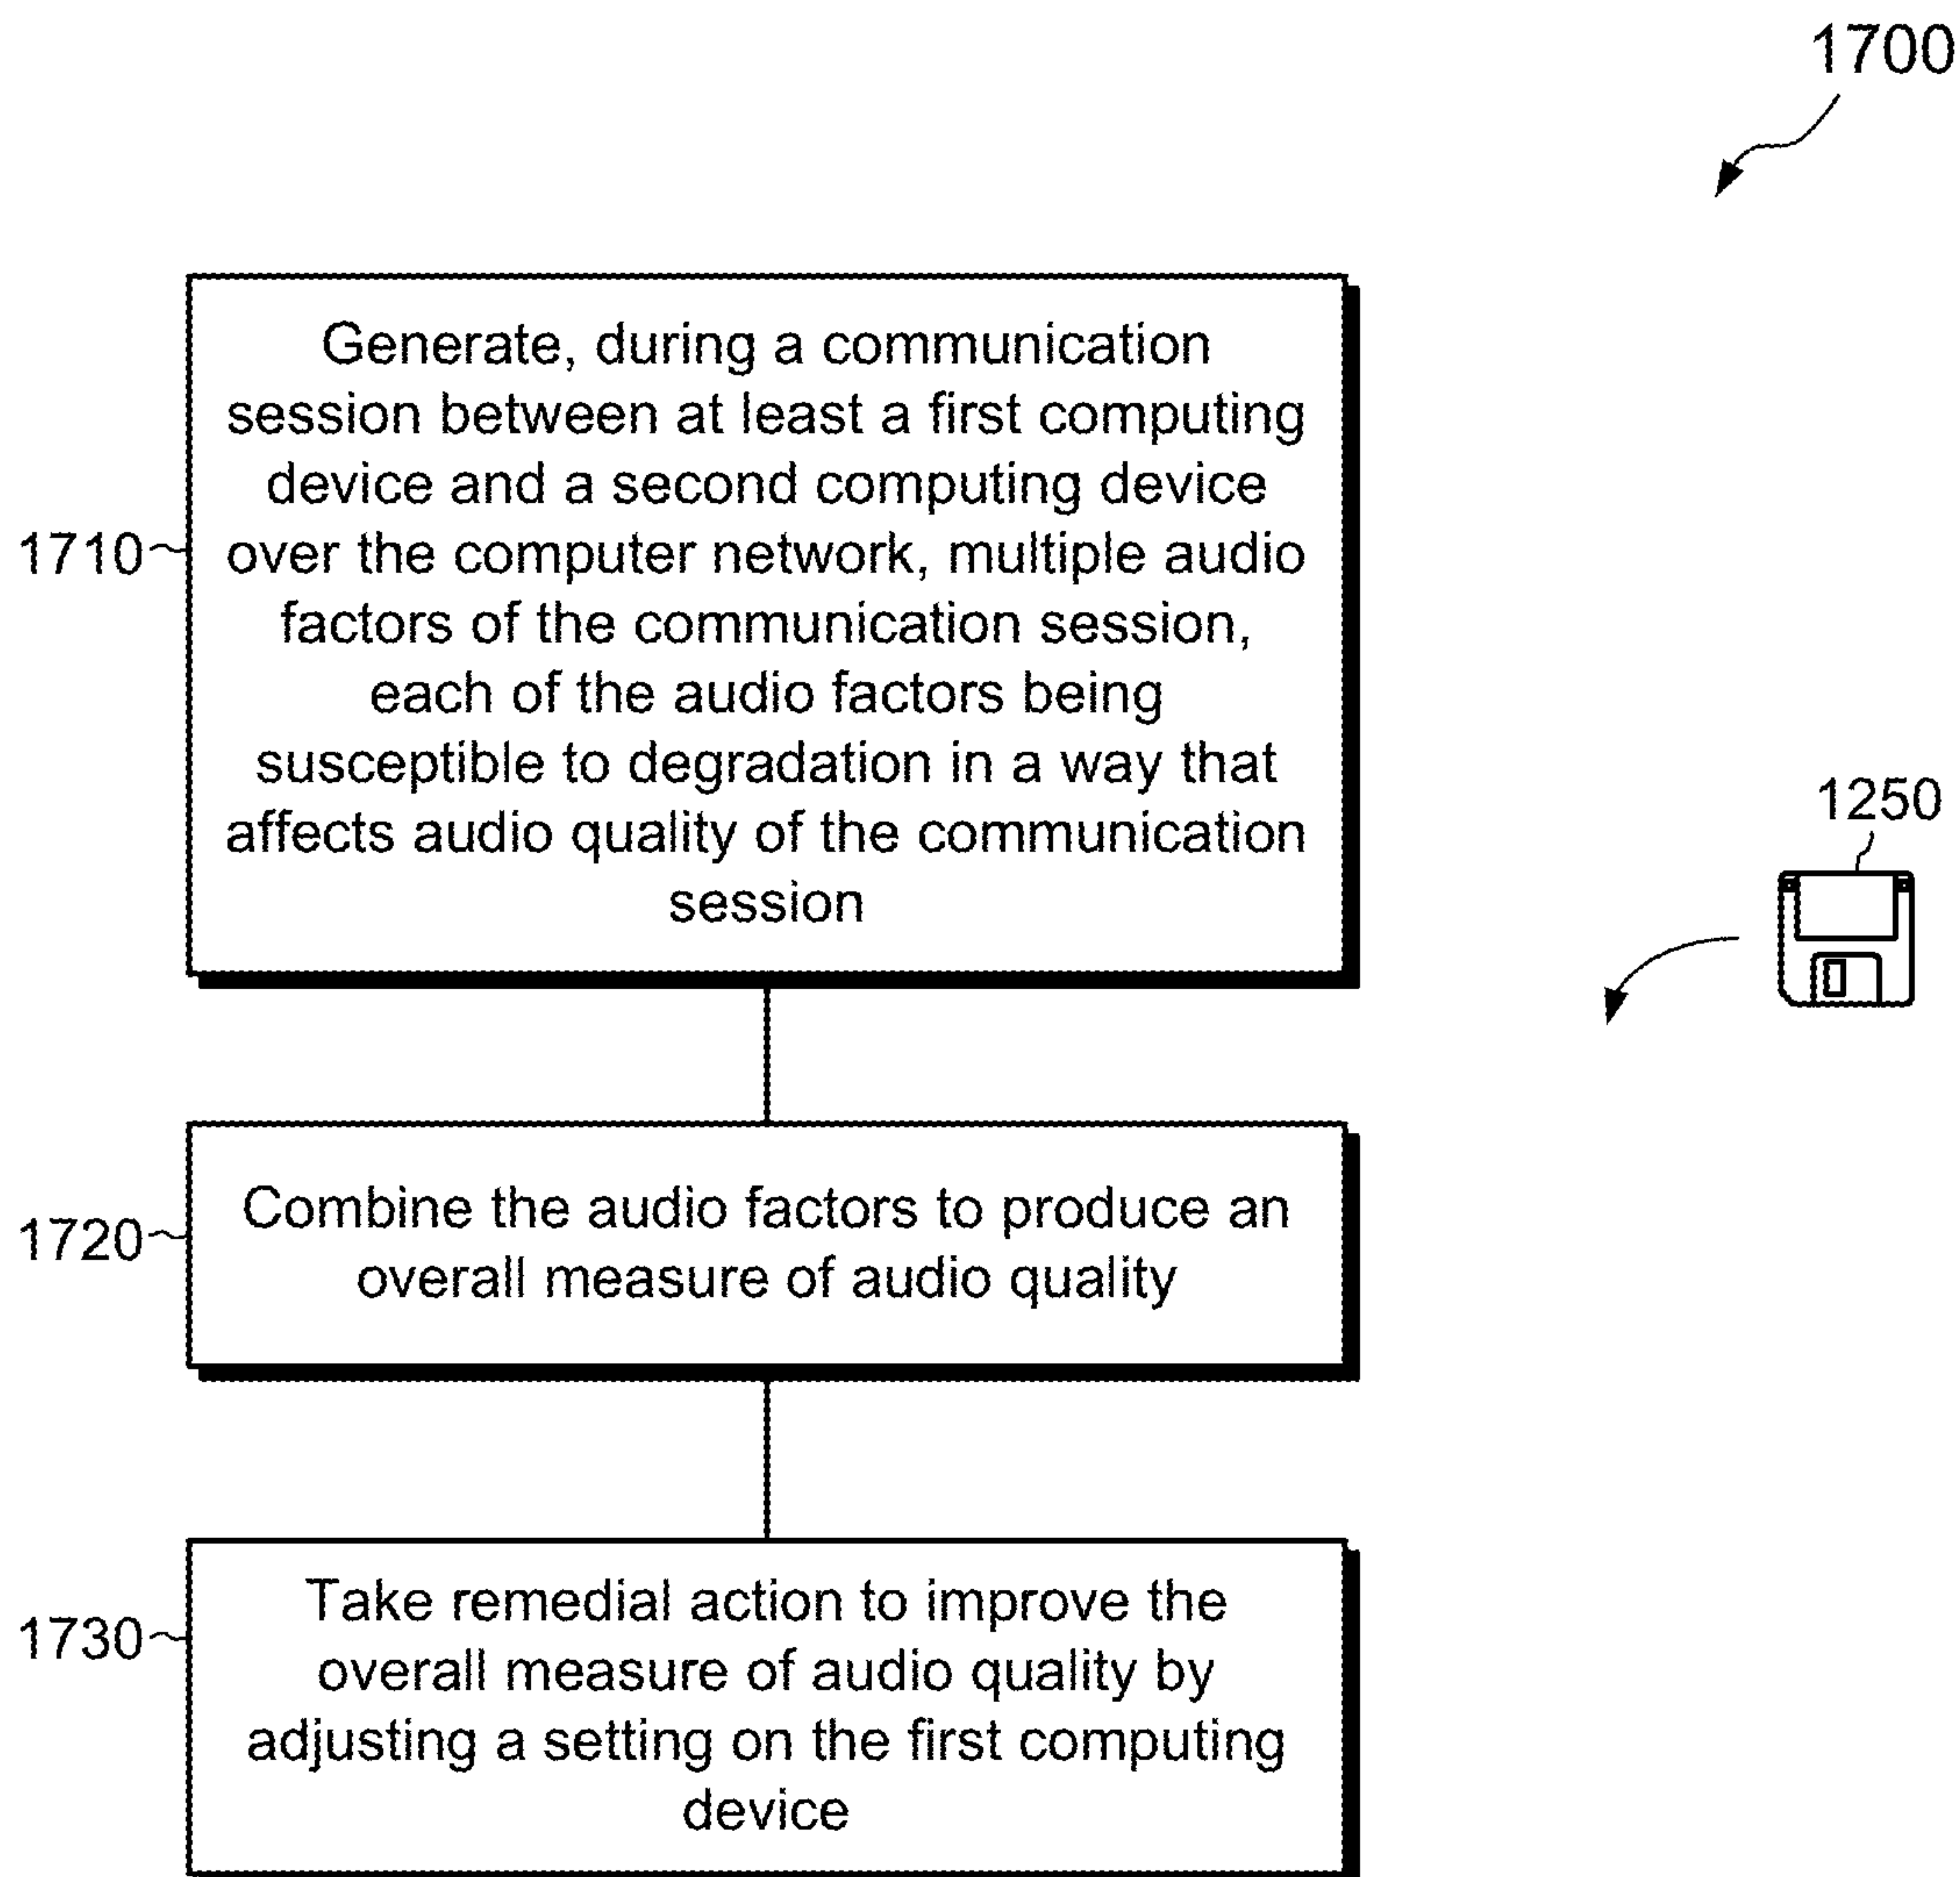 1700
Generate, during a communication
session between at least a first computing
device and a second computing device
1710
over the computer network, multiple audio
factors of the communication session,
each of the audio factors being
susceptible to degradation in a way that
affects audio quality of the communication
session
1250
1720
Combine the audio factors to produce an
overall measure of audio quality
1730
Take remedial action to improve the
overall measure of audio quality by
adjusting a setting on the first computing
device